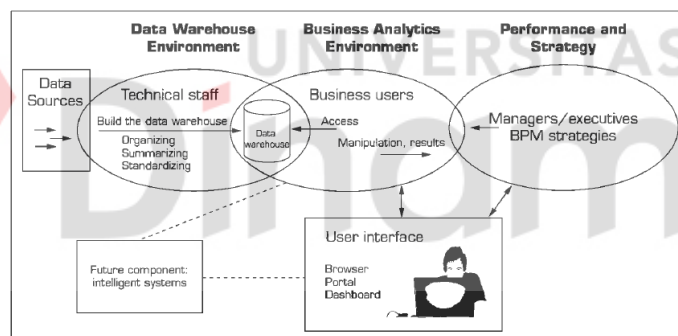 UNIVERSITAS
Dinam
Data Warehouse
Environment
Business Analytics
Environment
Performance and
Strategy
Data
Sources
Technical staff
Build the data warehouse
Organizing
Summarizing
Standardizing
Data
warehouse
Business users
Access
Manipulation, results
Managers/executives
BPM strategies
Future component:
intelligent systems
User interface
Browser
Portal
Dashboard